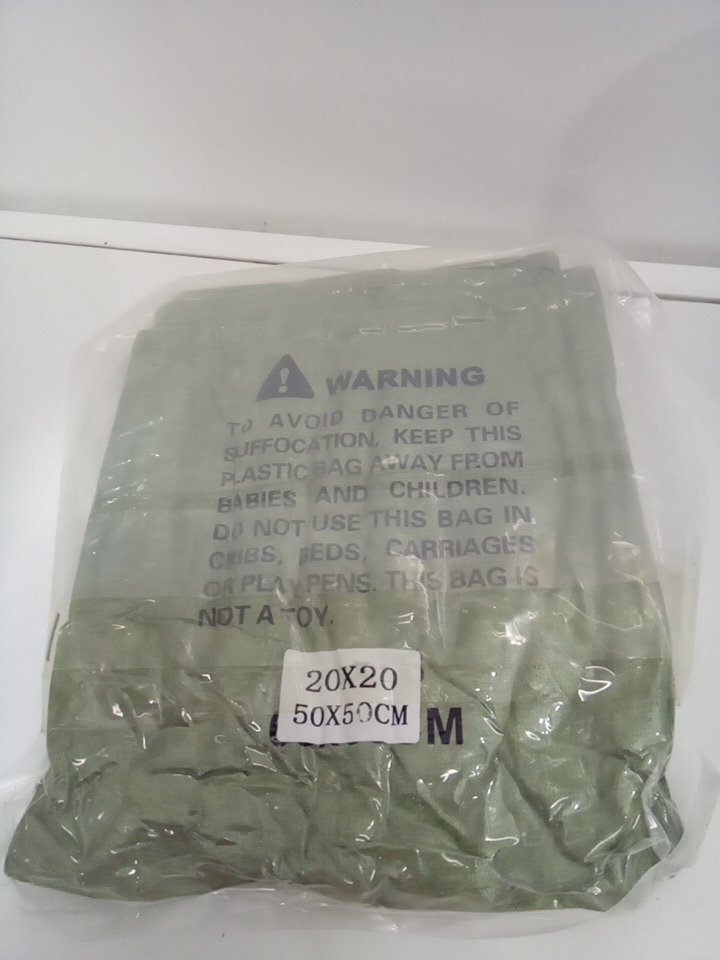 WARNING
TO AVOID DANGER OF
SUFFOCATION, KEEP THIS
PLASTIC BAG AWAY FROM
BABIES AND CHILDREN.
DO NOT USE THIS BAG IN
CRIBS, BEDS, CARRIAGES
OR PLAY PENS. THIS BAG IS
NOT A TOY.
20X20
50X50CM
M